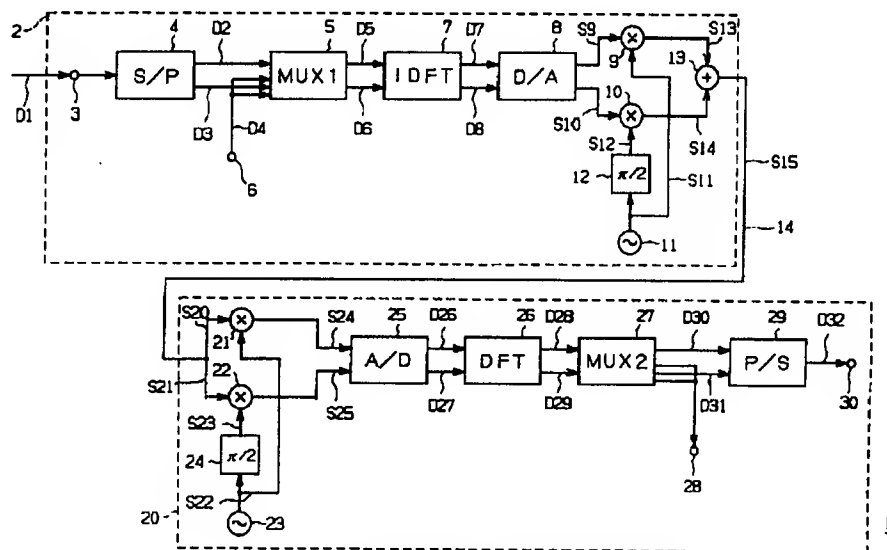 2
4
D2
5
D5
7
D7
8
S9
9
S13
13
S/P
MUX1
IDFT
D/A
10
D1
3
D3
D4
D6
D8
S10
S12
S14
S15
6
12
π/2
S11
14
11
S20
21
S24
25
D26
26
D28
27
D30
29
D32
A/D
DFT
MUX2
P/S
22
S21
S25
D27
D29
D31
30
S23
24
π/2
28
S22
20
23